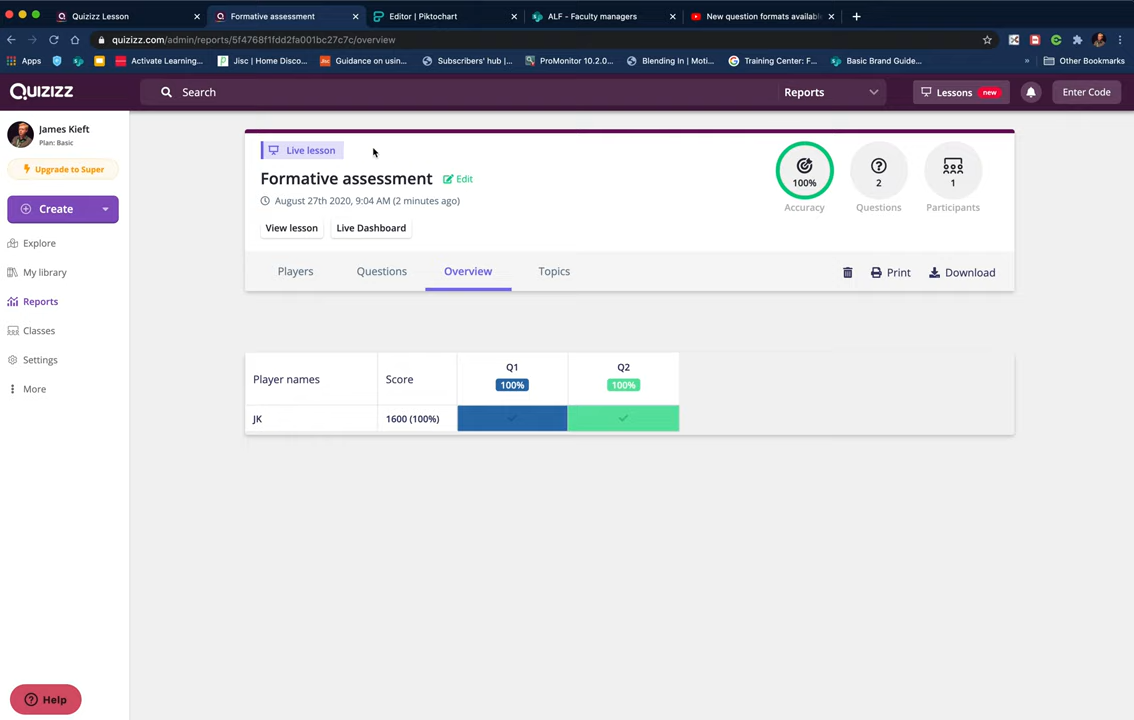 Quizizz Lesson
Formative assessment
Editor | Piktochart
ALF - Faculty managers
New question formats availabl
quizizz.com/admin/reports/5f4768f1fdd2fa001bc27c7c/overview
Apps
Activate Learning...
Jisc | Home Disco...
Guidance on usin...
Subscribers' hub |...
ProMonitor 10.2.0...
Blending In | Moti...
Training Center: F...
Basic Brand Guide...
»
Other Bookmarks
QUIZIZZ
Search
Reports
Lessons new
Enter Code
James Kieft
Plan: Basic
Upgrade to Super
Create
Explore
My library
Reports
Classes
Settings
More
Help
Live lesson
Formative assessment
Edit
August 27th 2020, 9:04 AM (2 minutes ago)
View lesson
Live Dashboard
100%
Accuracy
2
Questions
1
Participants
Players
Questions
Overview
Topics
Print
Download
Player names
Score
Q1
100%
Q2
100%
JK
1600 (100%)